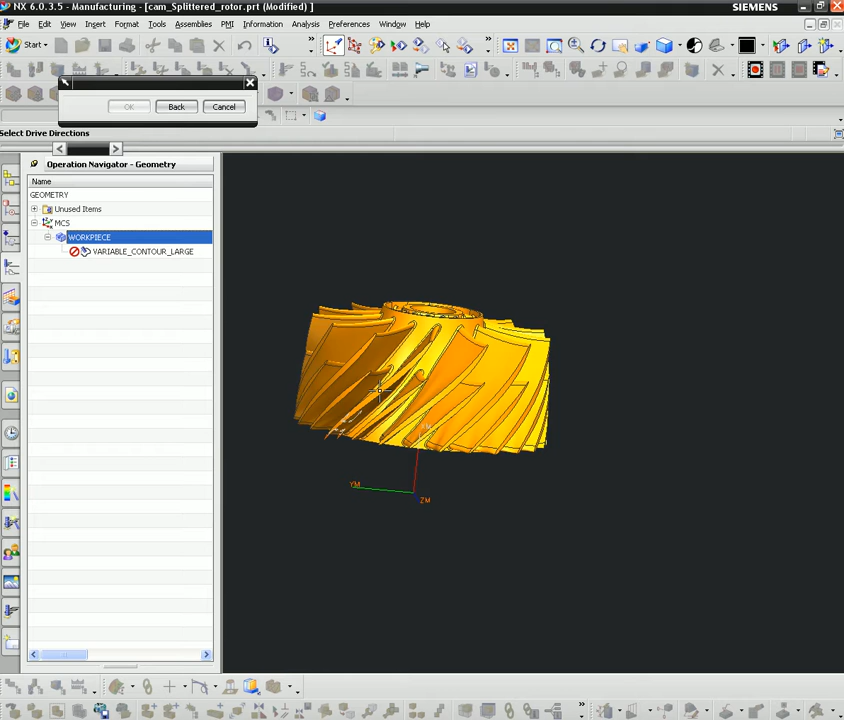 NX 6.0.3.5 - Manufacturing - [cam_Splittered_rotor.prt (Modified) ]
SIEMENS
File Edit View Insert Format Tools Assemblies PMI Information Analysis Preferences Window Help
Start
OK Back Cancel
Select Drive Directions
Operation Navigator - Geometry
Name
GEOMETRY
Unused Items
MCS
WORKPIECE
VARIABLE_CONTOUR_LARGE
XM
YM
ZM